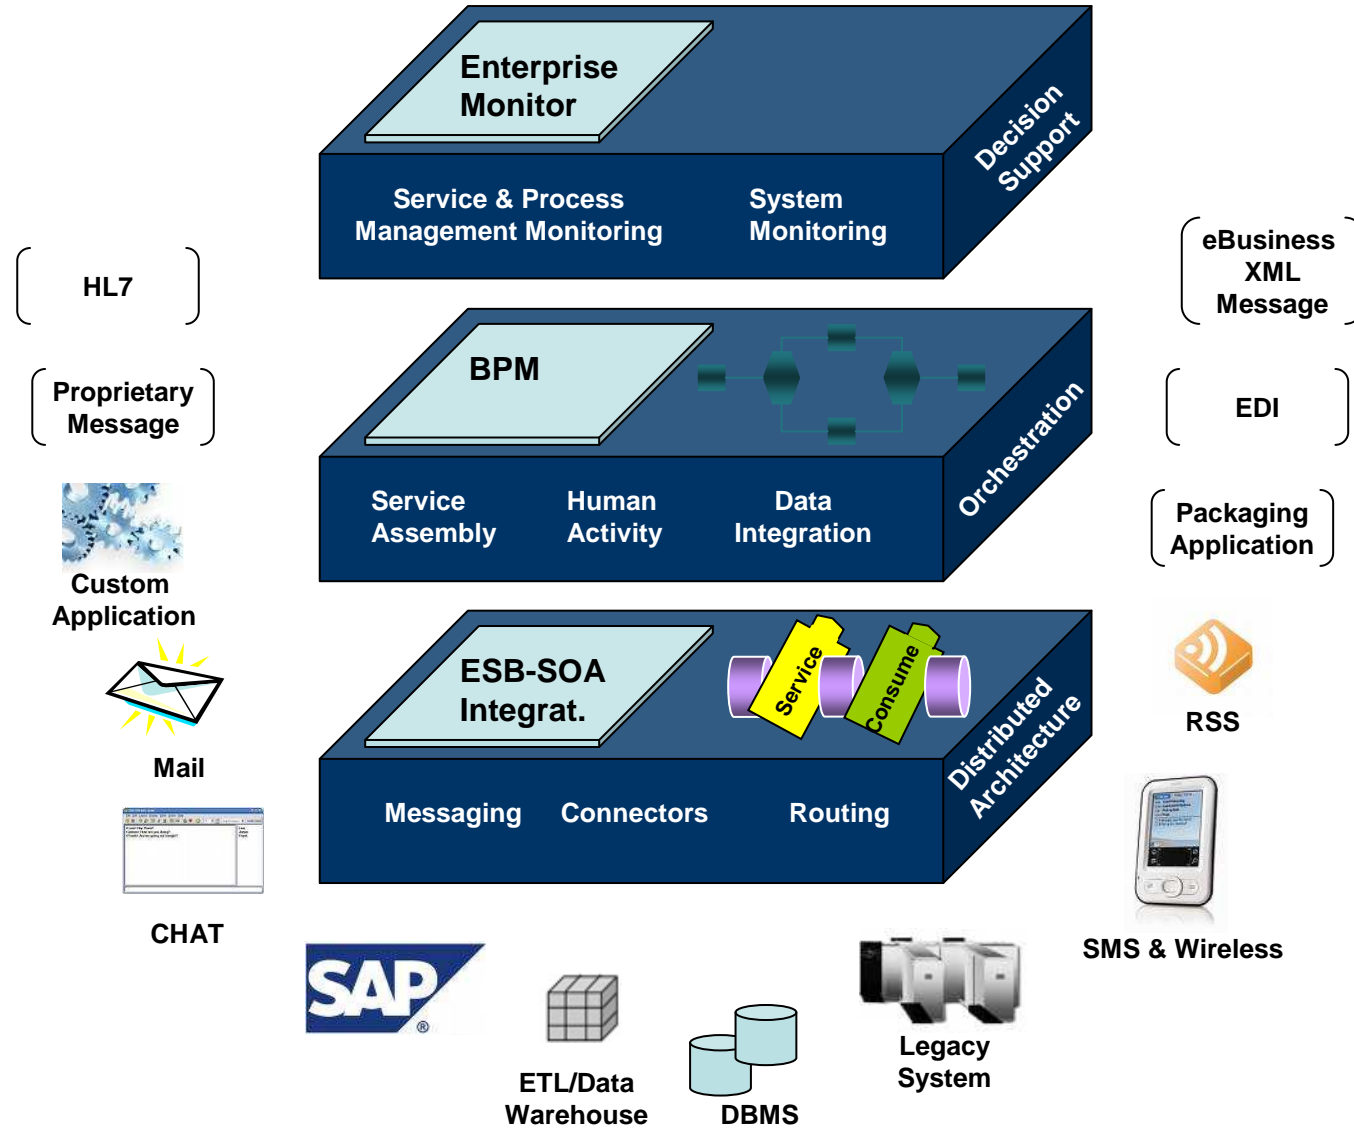 Enterprise
Monitor
Decision
Support
Service & Process
Management Monitoring
System
Monitoring
HL7
eBusiness
XML
Message
BPM
Orchestration
Proprietary
Message
EDI
Service
Assembly
Human
Activity
Data
Integration
Packaging
Application
Custom
Application
ESB-SOA
Integrat.
Service
Consume
Distributed
Architecture
RSS
Mail
Messaging
Connectors
Routing
CHAT
SMS & Wireless
SAP
®
Legacy
System
ETL/Data
Warehouse
DBMS